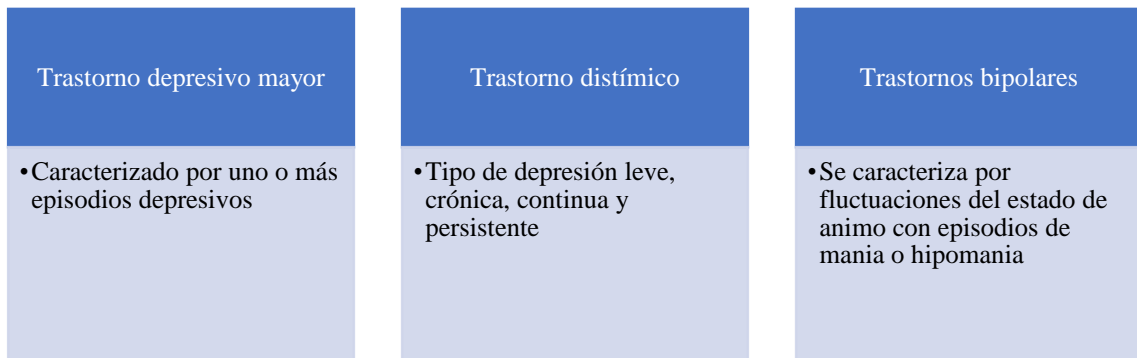 Trastorno depresivo mayor
•Caracterizado por uno o más
episodios depresivos
Trastorno distímico
•Tipo de depresión leve,
crónica, continua y
persistente
Trastornos bipolares
•Se caracteriza por
fluctuaciones del estado de
animo con episodios de
mania o hipomania